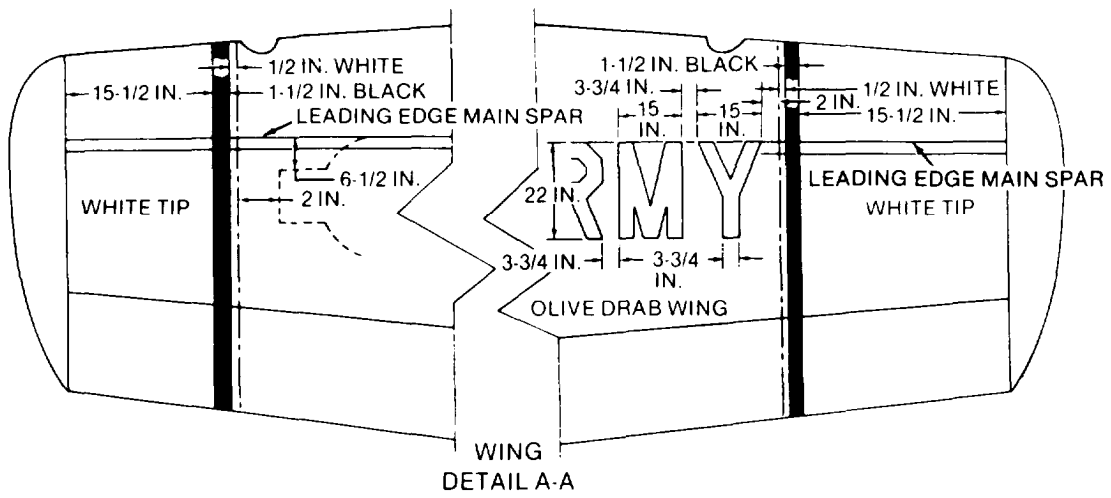 1/2 IN. WHITE
15-1/2 IN.
1-1/2 IN. BLACK
LEADING EDGE MAIN SPAR
6-1/2 IN.
2 IN.
WHITE TIP
1-1/2 IN. BLACK
3-3/4 IN.
1/2 IN. WHITE
15
IN.
15
IN.
2 IN.
15-1/2 IN.
RMY
22
IN.
LEADING EDGE MAIN SPAR
WHITE TIP
3-3/4 IN.
3-3/4
IN.
OLIVE DRAB WING
WING
DETAIL A-A